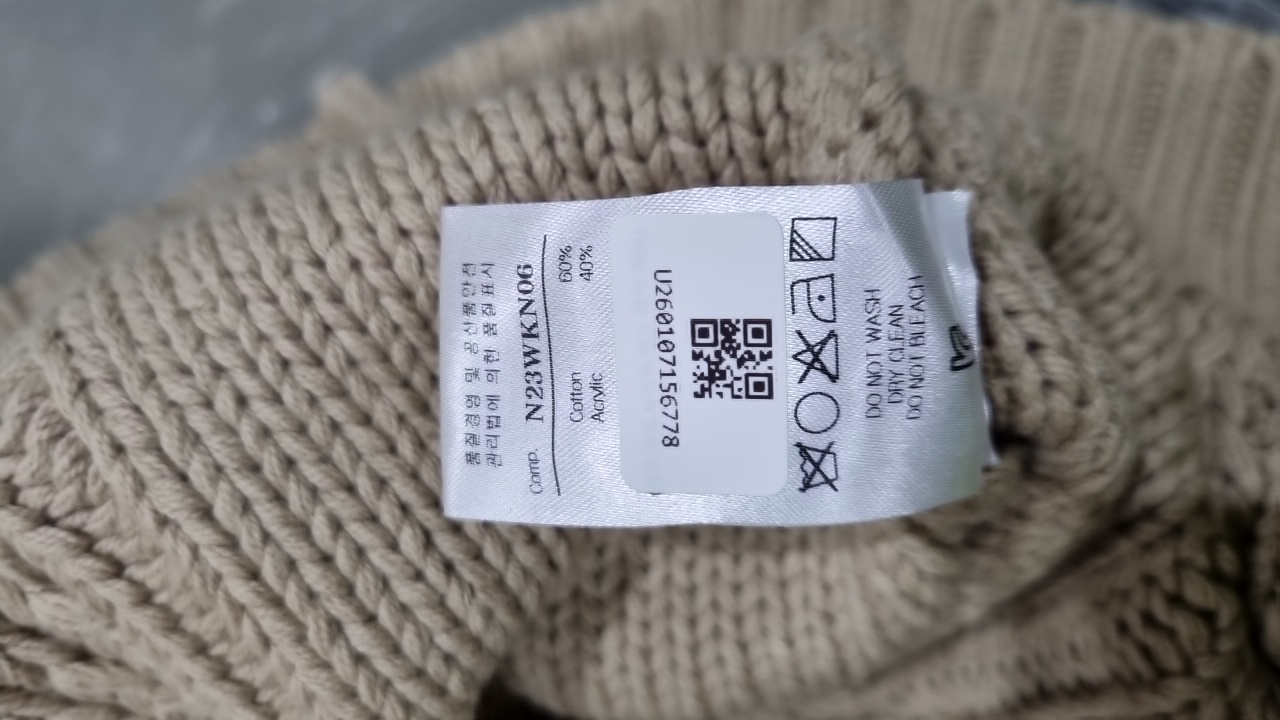 품질경영 및 공산품안전
관리법에 의한 품질표시
Comp. N23WKN06
Cotton 60%
Acrylic 40%
U260107156778
DO NOT WASH
DRY CLEAN
DO NOT BLEACH